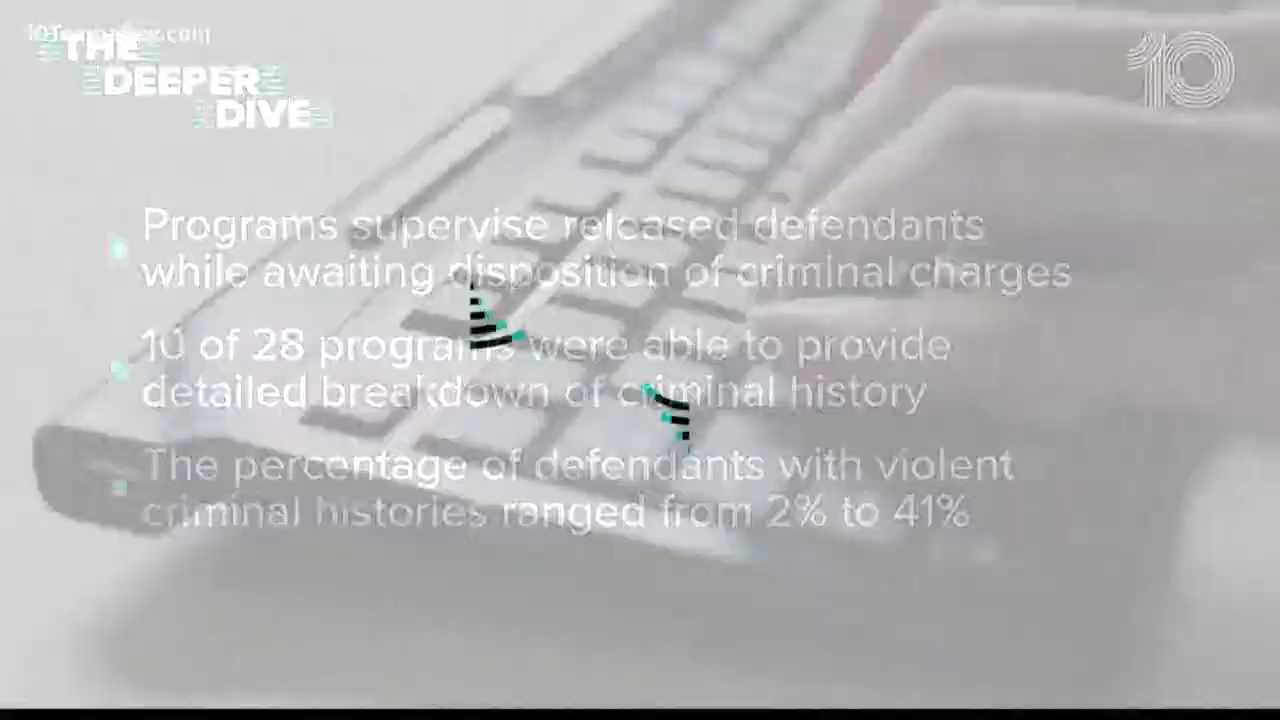 THE
DEEPER
DIVE
10
Programs supervise released defendants
while awaiting disposition of criminal charges
of 28 programs were able to provide
detailed breakdown of criminal history
The percentage of defendants with violent
criminal histories ranged from 2% to 41%